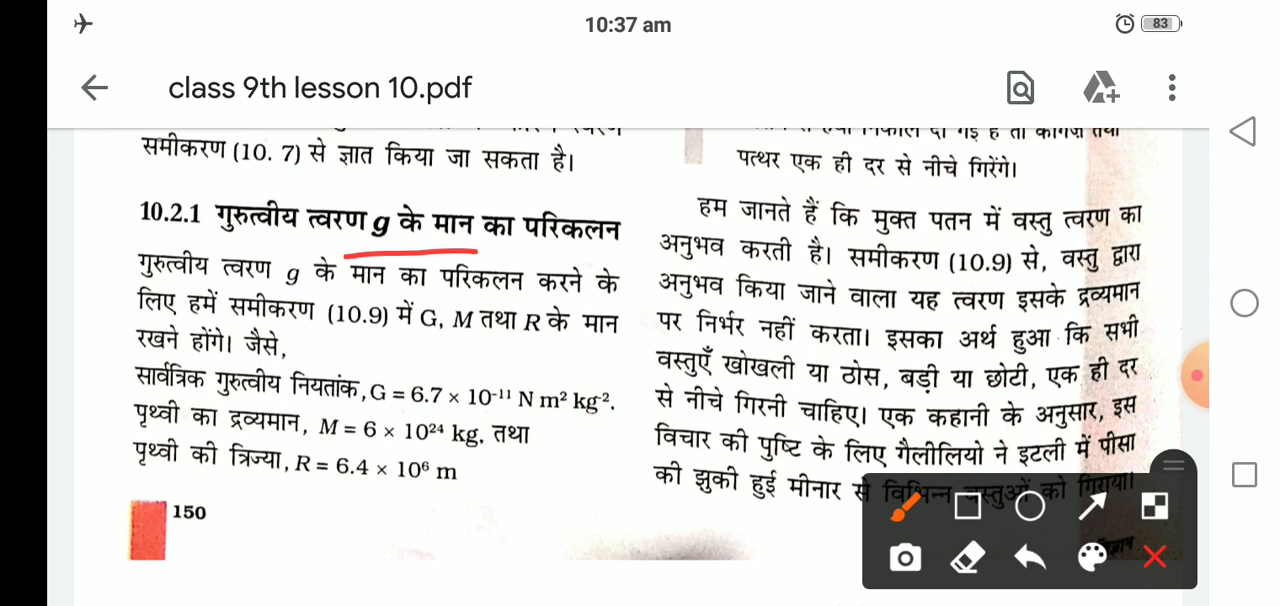 10:37 am
83
class 9th lesson 10.pdf
समीकरण (10. 7) से ज्ञात किया जा सकता है।
10.2.1 गुरुत्वीय त्वरण g के मान का परिकलन
गुरुत्वीय त्वरण g के मान का परिकलन करने के
लिए हमें समीकरण (10.9) में G, M तथा R के मान
रखने होंगे। जैसे,
सार्वत्रिक गुरुत्वीय नियतांक, G = 6.7 × 10⁻¹¹ N m² kg⁻².
पृथ्वी का द्रव्यमान, M = 6 × 10²⁴ kg, तथा
पृथ्वी की त्रिज्या, R = 6.4 × 10⁶ m
150
पत्थर एक ही दर से नीचे गिरेंगे।
हम जानते हैं कि मुक्त पतन में वस्तु त्वरण का
अनुभव करती है। समीकरण (10.9) से, वस्तु द्वारा
अनुभव किया जाने वाला यह त्वरण इसके द्रव्यमान
पर निर्भर नहीं करता। इसका अर्थ हुआ कि सभी
वस्तुएँ खोखली या ठोस, बड़ी या छोटी, एक ही दर
से नीचे गिरनी चाहिए। एक कहानी के अनुसार, इस
विचार की पुष्टि के लिए गैलीलियो ने इटली में पीसा
की झुकी हुई मीनार से विभिन्न वस्तुओं को गिराया।